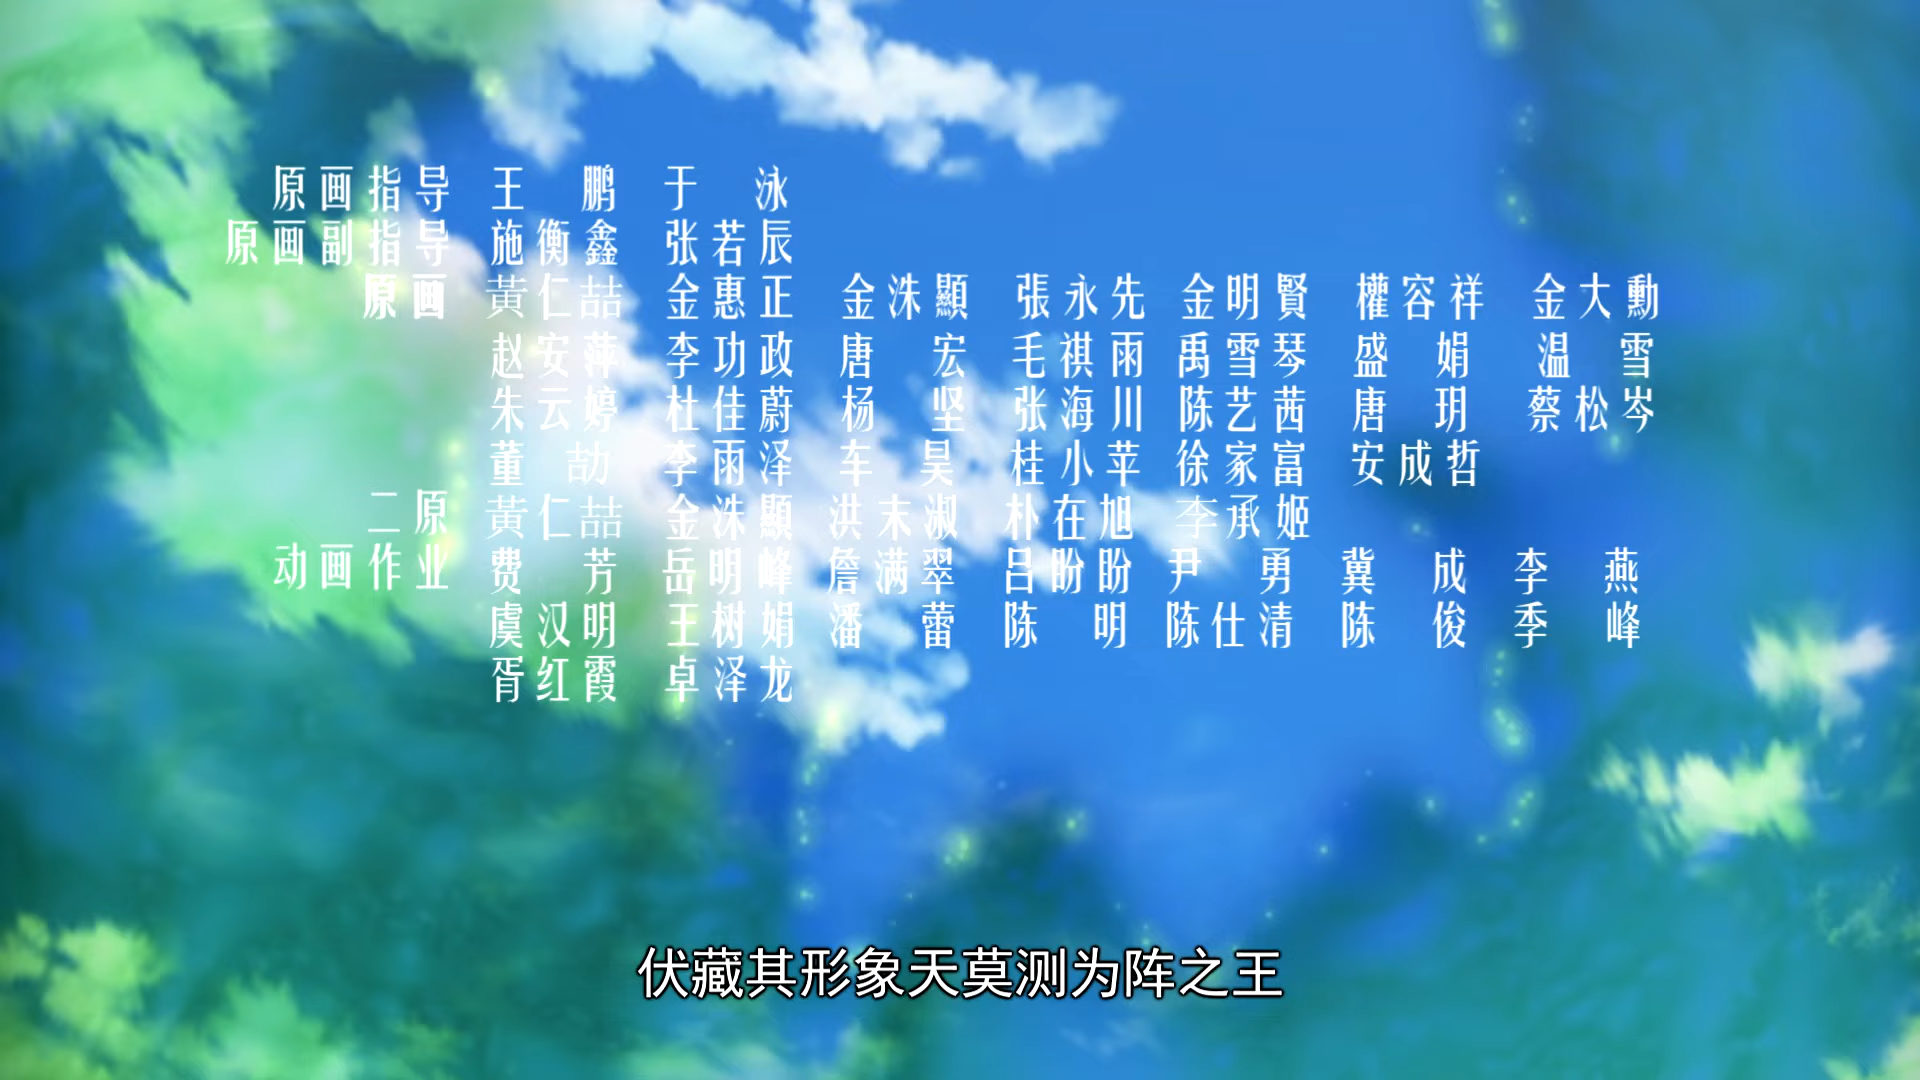 原画指导 王鹏 于泳
原画副指导 施衡鑫 张若辰
原画 黃仁喆 金惠正 金洙顯 張永先 金明賢 權容祥 金大勳
赵安萍 李功政 唐宏 毛祺雨 禹雪琴 盛娟 温雪
朱云婷 杜佳蔚 杨坚 张海川 陈艺茜 唐玥 蔡松岑
董劼 李雨泽 车昊 桂小苹 徐家富 安成哲
二原 黃仁喆 金洙顯 洪末淑 朴在旭 李承姬
动画作业 费芳 岳明峰 詹满翠 吕盼盼 尹勇 冀成 李燕
虞汉明 王树娟 潘蕾 陈明 陈仕清 陈俊 季峰
胥红霞 卓泽龙
伏藏其形象天莫测为阵之王